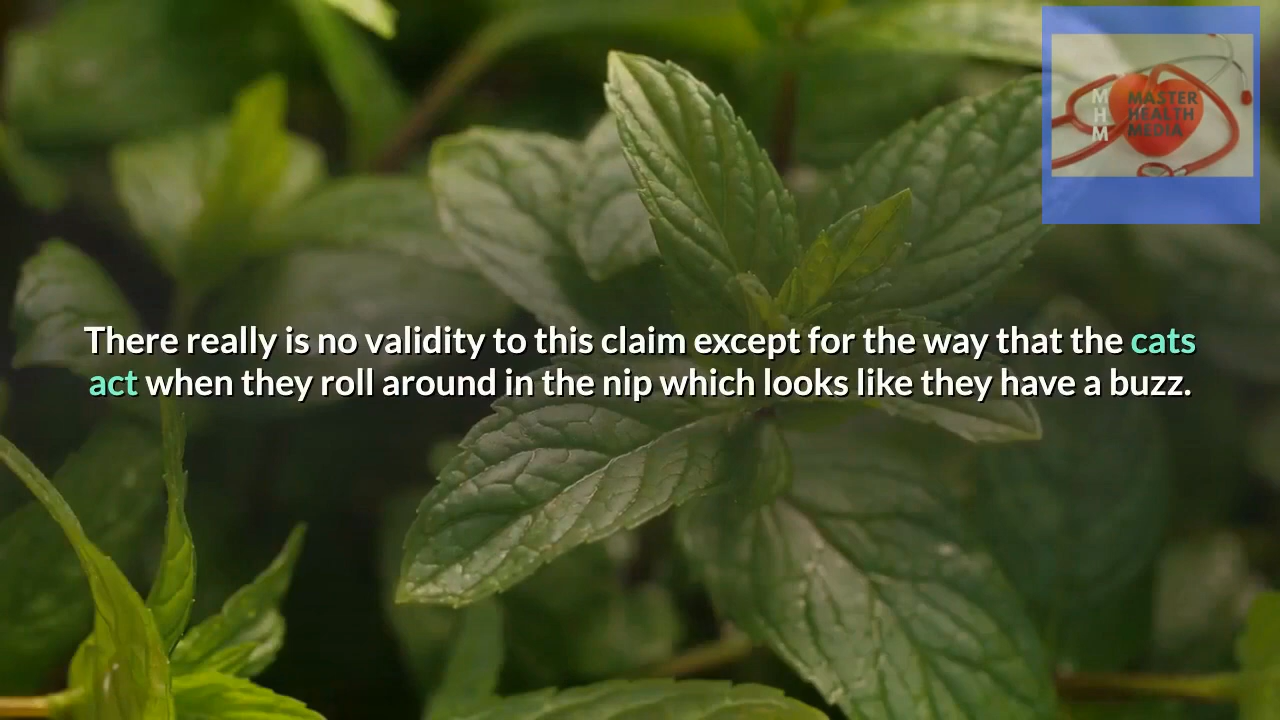 There really is no validity to this claim except for the way that the cats
act when they roll around in the nip which looks like they have a buzz.
M
H
M
MASTER
HEALTH
MEDIA